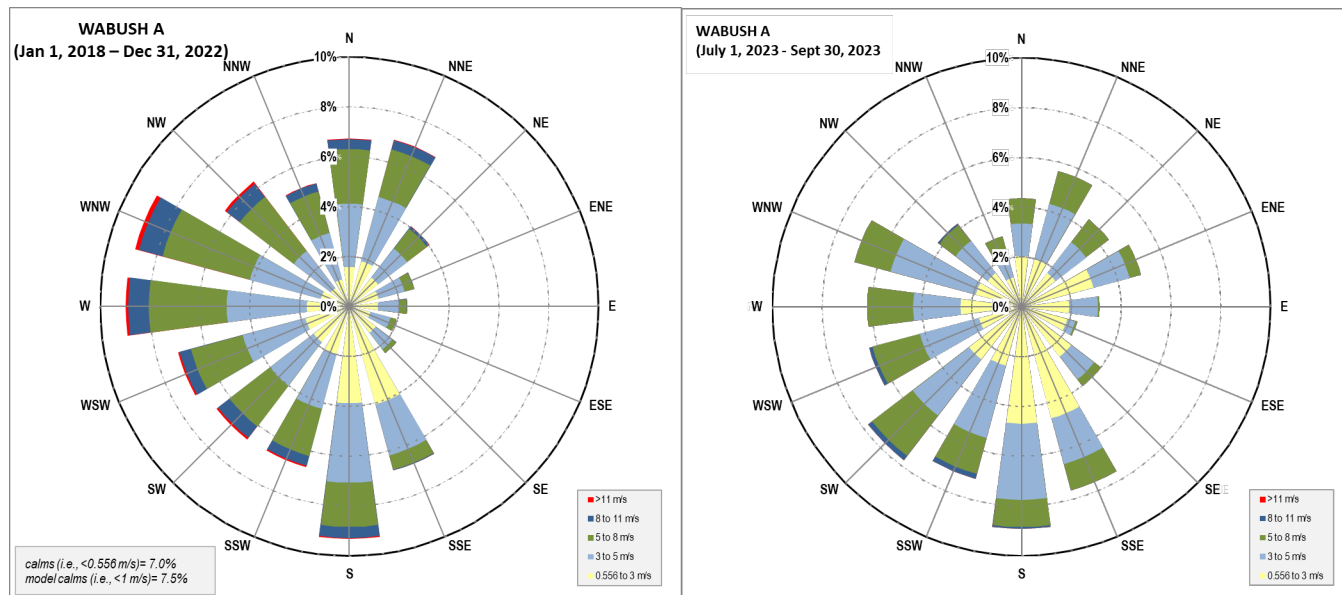 WABUSH A
(Jan 1, 2018 – Dec 31, 2022)
N
NNE
NE
ENE
E
ESE
SE
SSE
S
SSW
SW
WSW
W
WNW
NW
NNW
10%
8%
6%
4%
2%
0%
>11 m/s
8 to 11 m/s
5 to 8 m/s
3 to 5 m/s
0.556 to 3 m/s
calms (i.e., <0.556 m/s)= 7.0%
model calms (i.e., <1 m/s)= 7.5%
WABUSH A
(July 1, 2023 - Sept 30, 2023)
N
NNE
NE
ENE
E
ESE
SE
SSE
S
SSW
SW
WSW
W
WNW
NW
NNW
10%
8%
6%
4%
2%
0%
>11 m/s
8 to 11 m/s
5 to 8 m/s
3 to 5 m/s
0.556 to 3 m/s